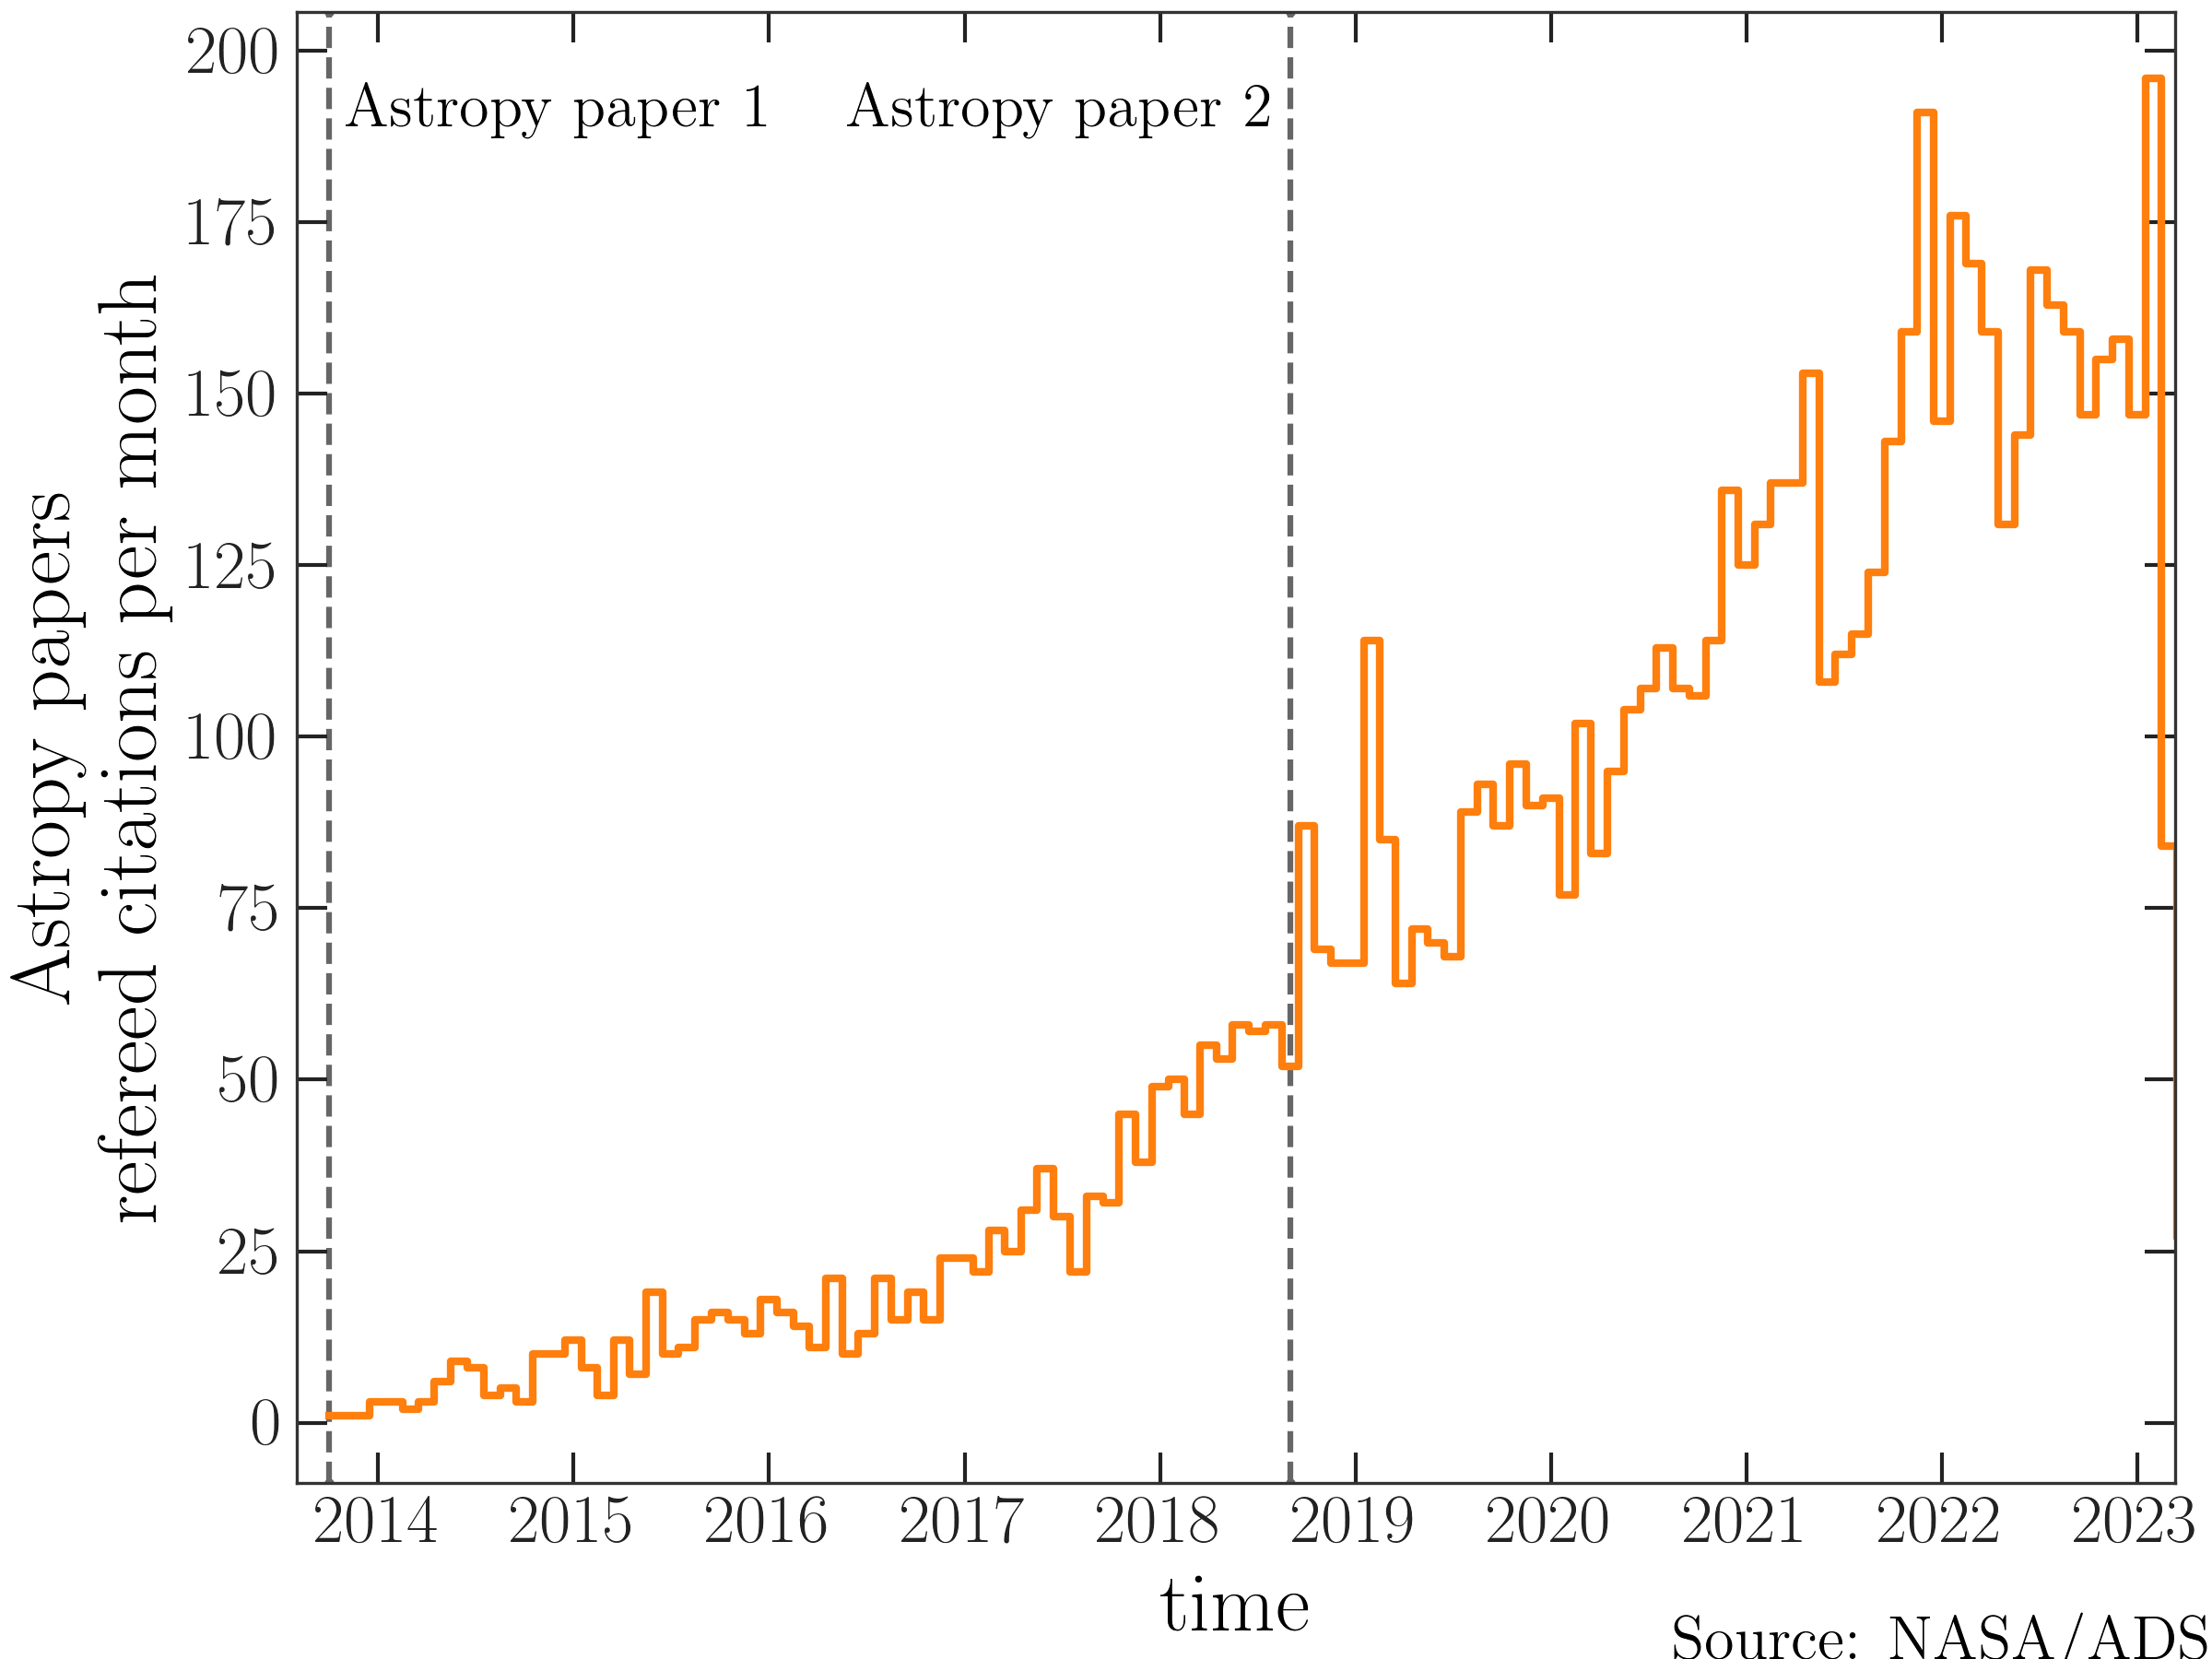 Astropy paper 1 Astropy paper 2
Astropy papers
refereed citations per month
200
175
150
125
100
75
50
25
0
2014 2015 2016 2017 2018 2019 2020 2021 2022 2023
time
Source: NASA/ADS